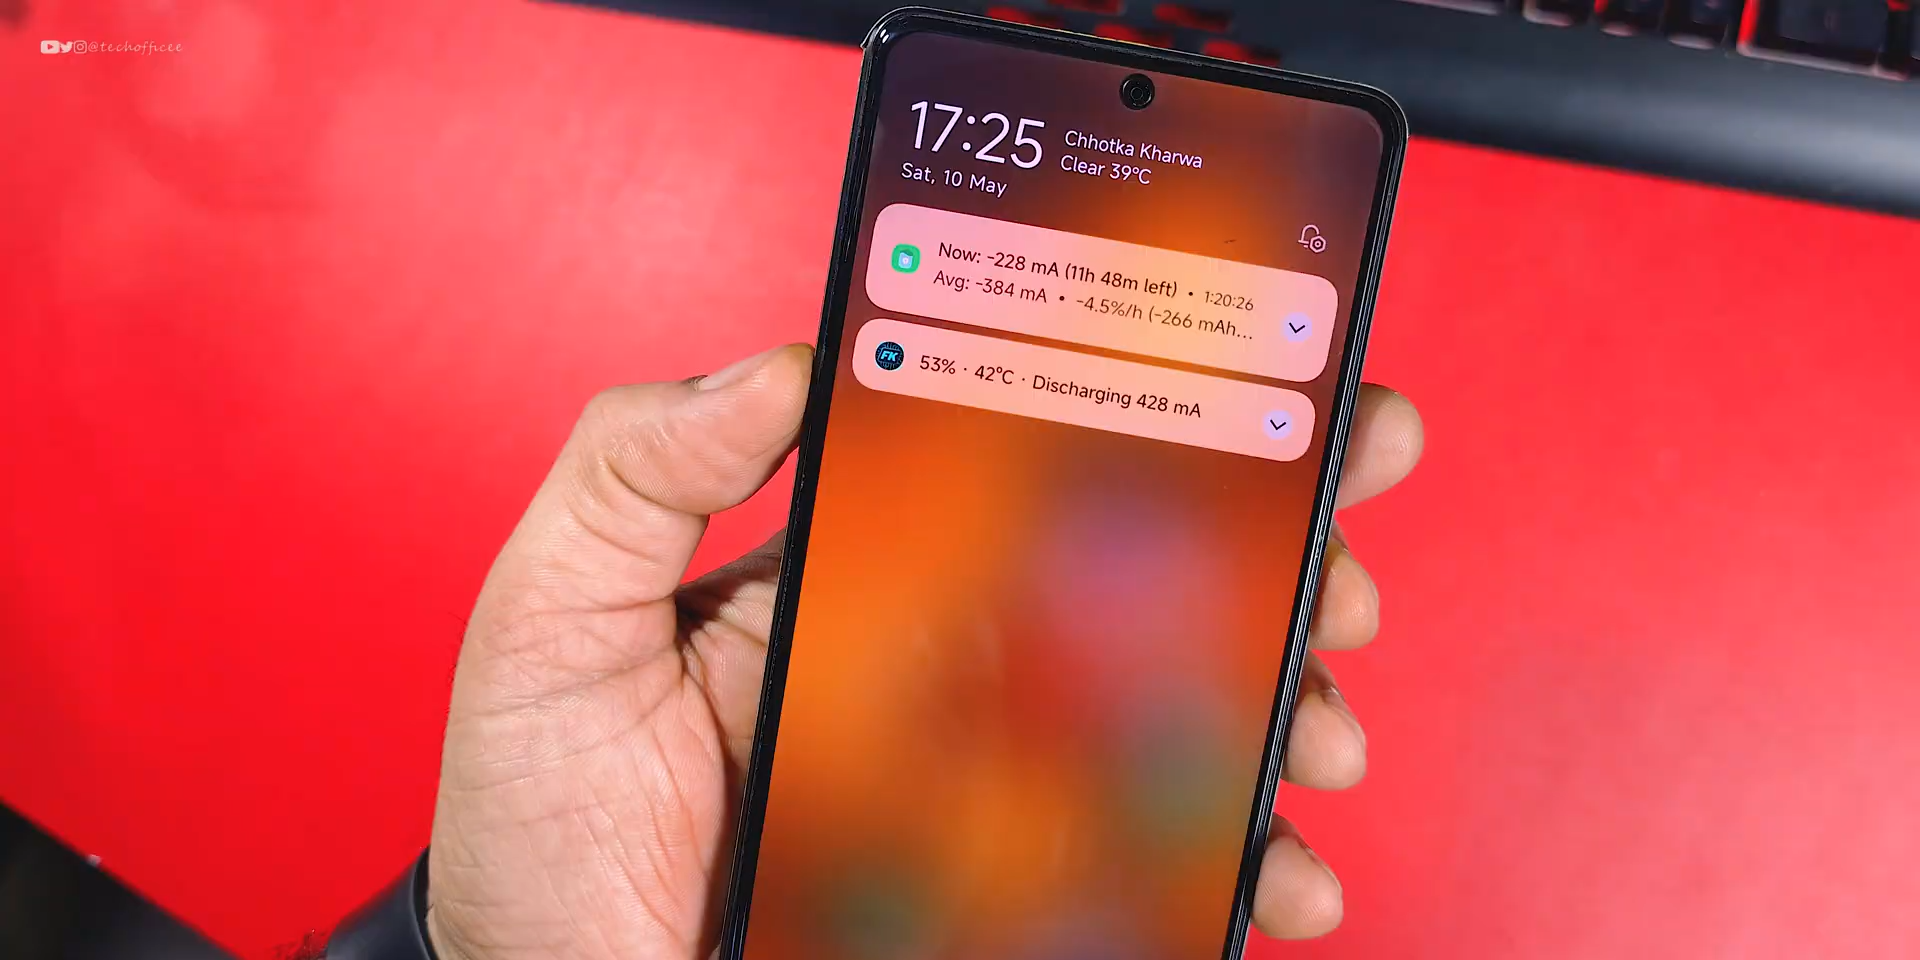 @techofficee
17:25
Sat, 10 May
Chhotka Kharwa
Clear 39°C
Now: -228 mA (11h 48m left) • 1:20:26
Avg: -384 mA • -4.5%/h (-266 mAh...
FK
53% · 42°C · Discharging 428 mA